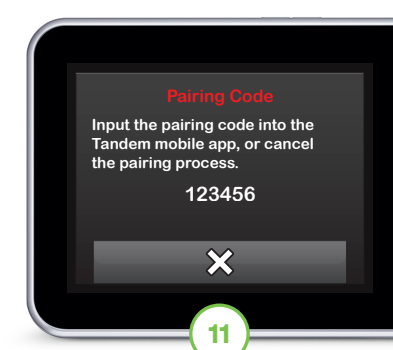 Pairing Code
Input the pairing code into the
Tandem mobile app, or cancel
the pairing process.
123456
11